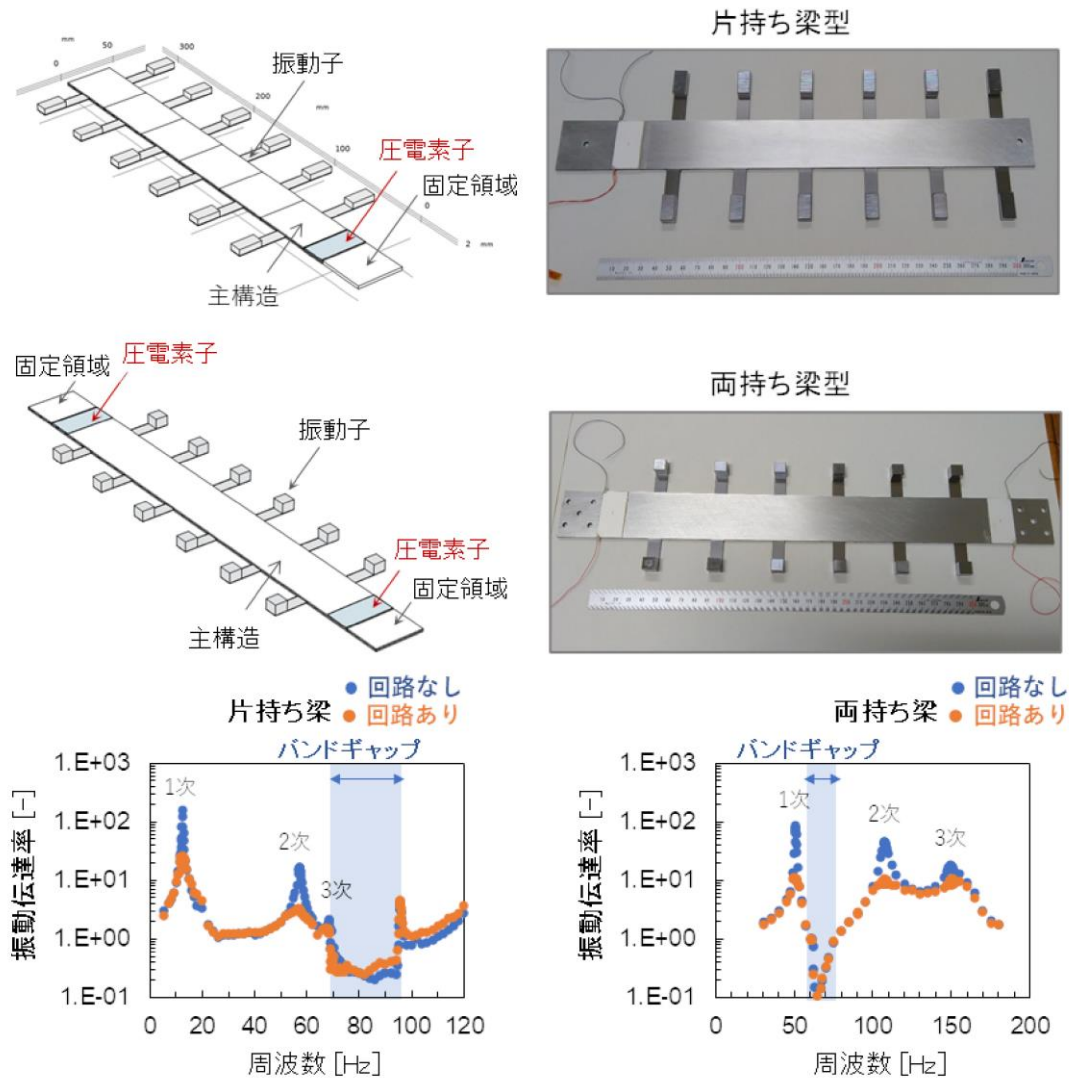 片持ち梁型
mm
0
50
300
200
mm
100
0
2
mm
振動子
圧電素子
固定領域
主構造
両持ち梁型
固定領域
圧電素子
振動子
圧電素子
固定領域
主構造
片持ち梁
回路なし
回路あり
バンドギャップ
1.E+03
1.E+02
1.E+01
1.E+00
1.E-01
振動伝達率 [-]
1次
2次
3次
0 20 40 60 80 100 120
周波数 [Hz]
両持ち梁
回路なし
回路あり
バンドギャップ
1.E+03
1.E+02
1.E+01
1.E+00
1.E-01
振動伝達率 [-]
1次
2次
3次
0 50 100 150 200
周波数 [Hz]